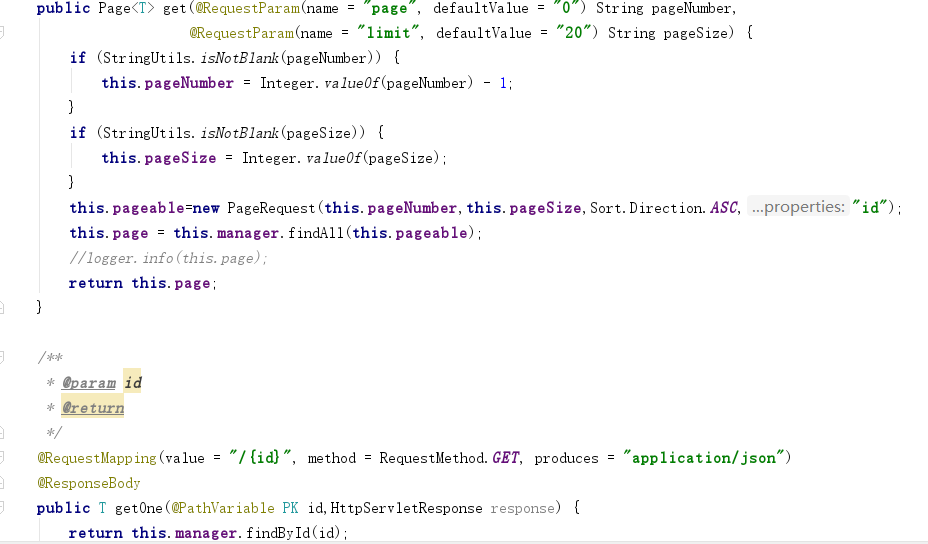 public Page<T> get(@RequestParam(name = "page", defaultValue = "0") String pageNumber,
@RequestParam(name = "limit", defaultValue = "20") String pageSize) {
if (StringUtils.isNotBlank(pageNumber)) {
this.pageNumber = Integer.valueOf(pageNumber) - 1;
}
if (StringUtils.isNotBlank(pageSize)) {
this.pageSize = Integer.valueOf(pageSize);
}
this.pageable=new PageRequest(this.pageNumber,this.pageSize,Sort.Direction.ASC, ...properties: "id");
this.page = this.manager.findAll(this.pageable);
//logger.info(this.page);
return this.page;
}
/**
* @param id
* @return
*/
@RequestMapping(value = "/{id}", method = RequestMethod.GET, produces = "application/json")
@ResponseBody
public T getOne(@PathVariable PK id,HttpServletResponse response) {
return this.manager.findById(id);